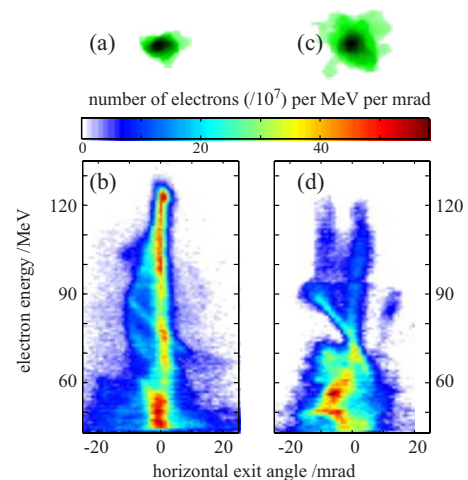 (a) (c)
number of electrons (/10⁷) per MeV per mrad
0 20 40
(b) (d)
electron energy /MeV
120 120
90 90
60 60
-20 0 20 -20 0 20
horizontal exit angle /mrad